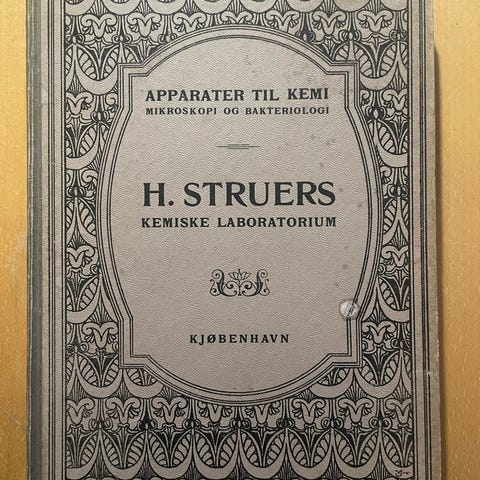 APPARATER TIL KEMI
MIKROSKOPI OG BAKTERIOLOGI
H. STRUERS
KEMISKE LABORATORIUM
KJØBENHAVN